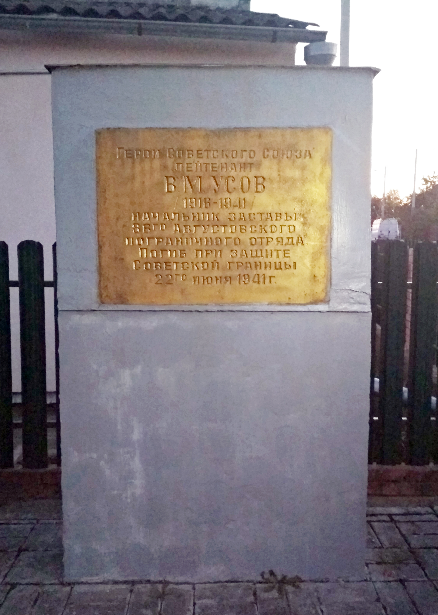 Герой Советского Союза
лейтенант
В.М.УСОВ
1916-1941
начальник заставы
86го Августовского
пограничного отряда
Погиб при защите
Советской границы
22го июня 1941г.